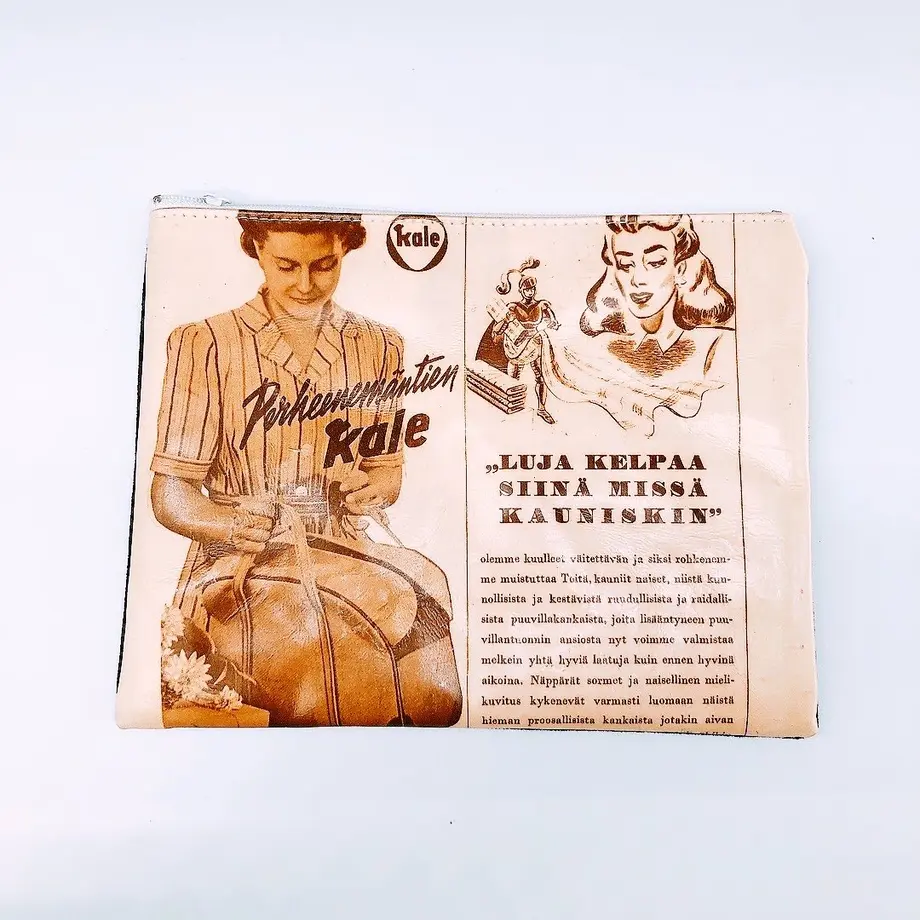 kale
Perheenemäntien
kale
„LUJA KELPAA
SIINÄ MISSÄ
KAUNISKIN”
olemme kuulleet väitettävän ja siksi rohkenem-
me muistuttaa Teitä, kauniit naiset, niistä kun-
nollisista ja kestävistä ruudullisista ja raidalli-
sista puuvillakankaista, joita lisääntyneen puu-
villantuonnin ansiosta nyt voimme valmistaa
melkein yhtä hyviä laatuja kuin ennen hyvinä
aikoina. Näppärät sormet ja naisellinen mieli-
kuvitus kykenevät varmasti luomaan näistä
hieman proosallisista kankaista jotakin aivan